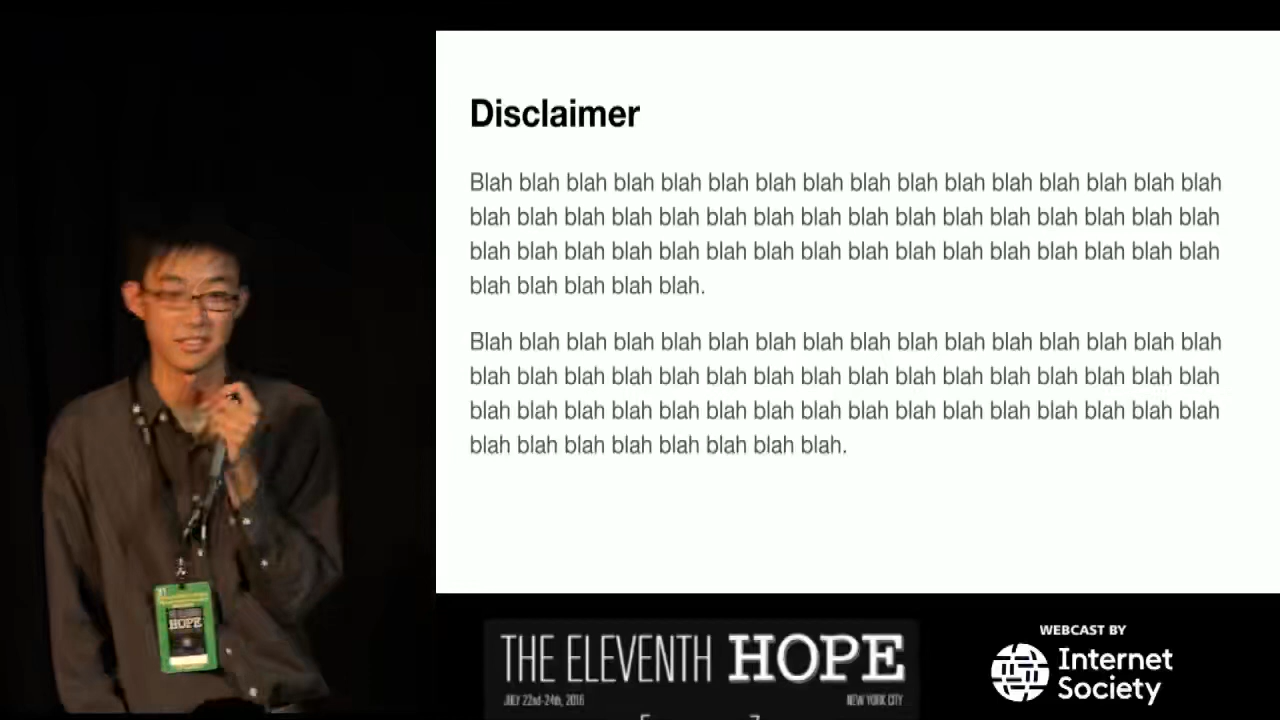 Disclaimer
Blah blah blah blah blah blah blah blah blah blah blah blah blah blah blah blah
blah blah blah blah blah blah blah blah blah blah blah blah blah blah blah blah
blah blah blah blah blah blah blah blah blah blah blah blah blah blah blah blah
blah blah blah blah blah.
Blah blah blah blah blah blah blah blah blah blah blah blah blah blah blah blah
blah blah blah blah blah blah blah blah blah blah blah blah blah blah blah blah
blah blah blah blah blah blah blah blah blah blah blah blah blah blah blah blah
blah blah blah blah blah blah blah blah.
HOPE
THE ELEVENTH HOPE
JULY 22nd-24th, 2016 NEW YORK CITY
WEBCAST BY
Internet
Society